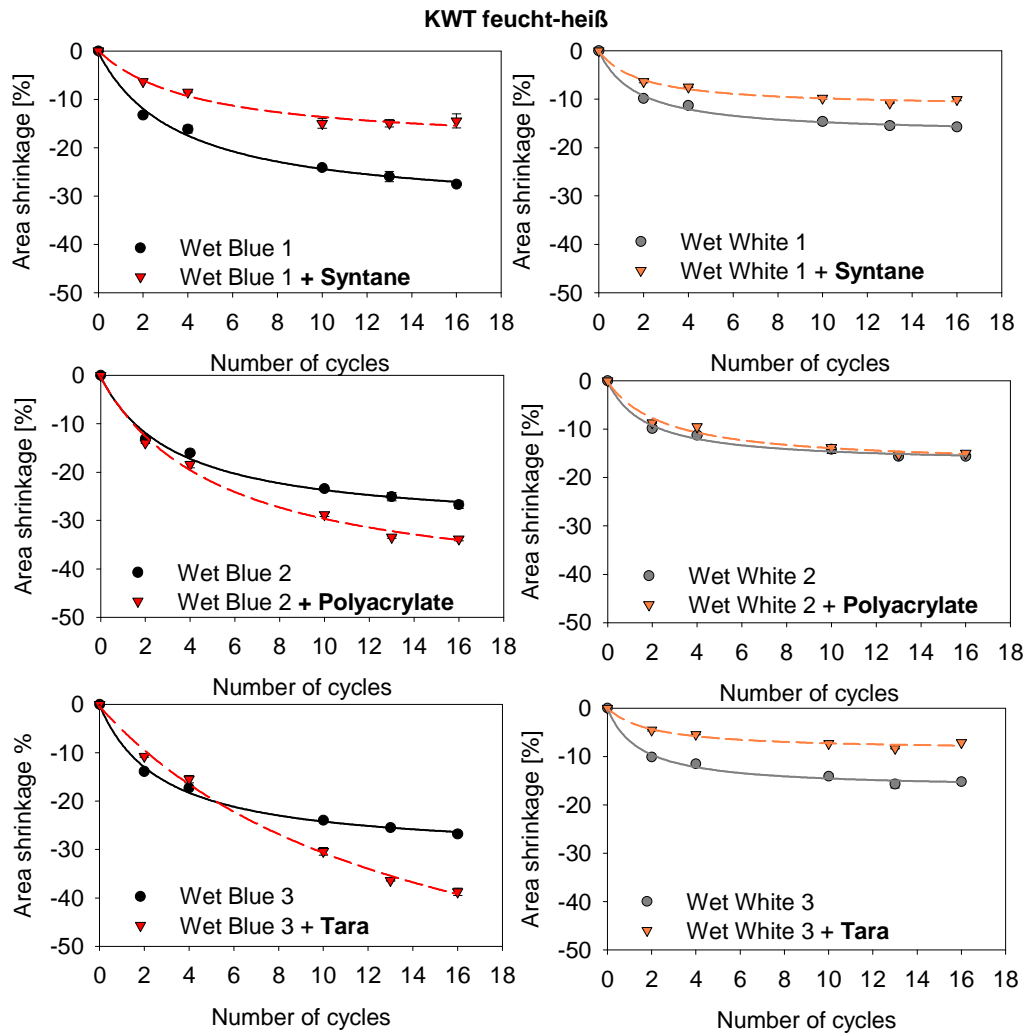 KWT feucht-heiß
Area shrinkage [%]
0
-10
-20
-30
-40
-50
Wet Blue 1
Wet Blue 1 + Syntane
0 2 4 6 8 10 12 14 16 18
Number of cycles
Area shrinkage [%]
0
-10
-20
-30
-40
-50
Wet White 1
Wet White 1 + Syntane
0 2 4 6 8 10 12 14 16 18
Number of cycles
Area shrinkage [%]
0
-10
-20
-30
-40
-50
Wet Blue 2
Wet Blue 2 + Polyacrylate
0 2 4 6 8 10 12 14 16 18
Number of cycles
Area shrinkage [%]
0
-10
-20
-30
-40
-50
Wet White 2
Wet White 2 + Polyacrylate
0 2 4 6 8 10 12 14 16 18
Number of cycles
Area shrinkage %
0
-10
-20
-30
-40
-50
Wet Blue 3
Wet Blue 3 + Tara
0 2 4 6 8 10 12 14 16 18
Number of cycles
Area shrinkage [%]
0
-10
-20
-30
-40
-50
Wet White 3
Wet White 3 + Tara
0 2 4 6 8 10 12 14 16 18
Number of cycles